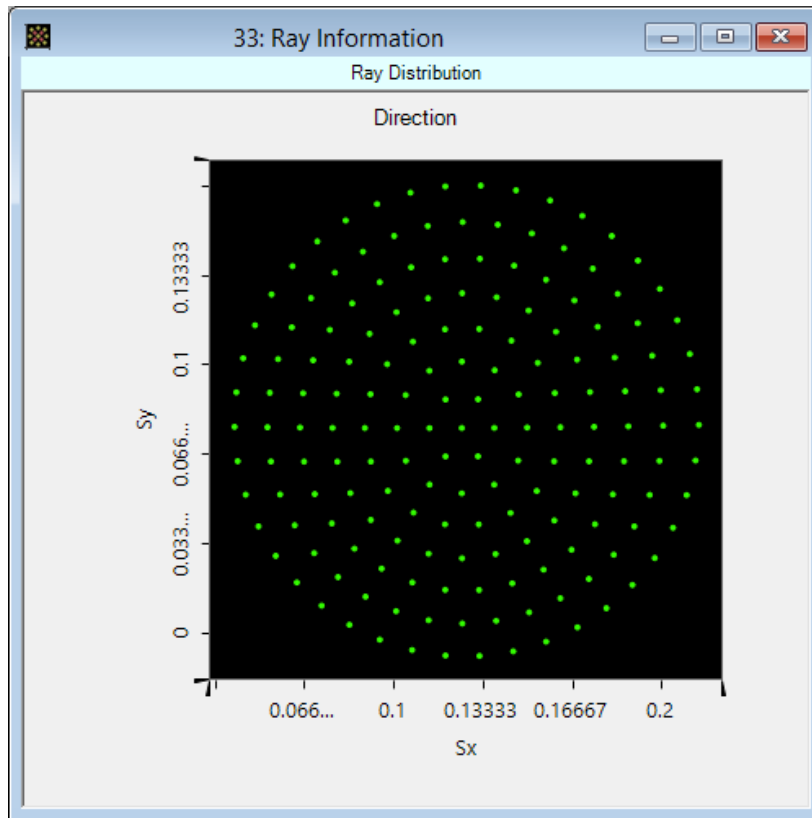 33: Ray Information
Ray Distribution
Direction
0.13333
0.1
Sy
0.066...
0.033...
0
0.066... 0.1 0.13333 0.16667 0.2
Sx